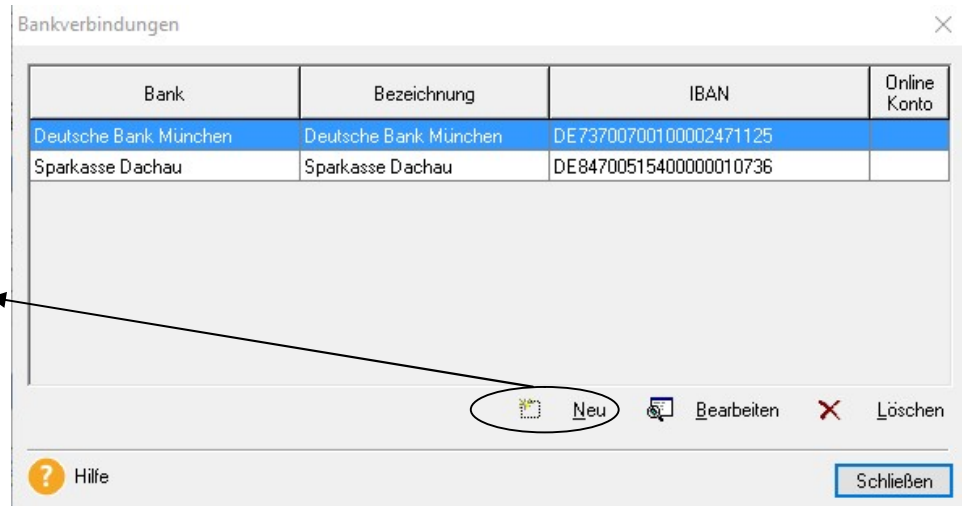 Bankverbindungen
Bank Bezeichnung IBAN Online Konto
Deutsche Bank München Deutsche Bank München DE73700700100002471125
Sparkasse Dachau Sparkasse Dachau DE84700515400000010736
Neu Bearbeiten Löschen
? Hilfe Schließen